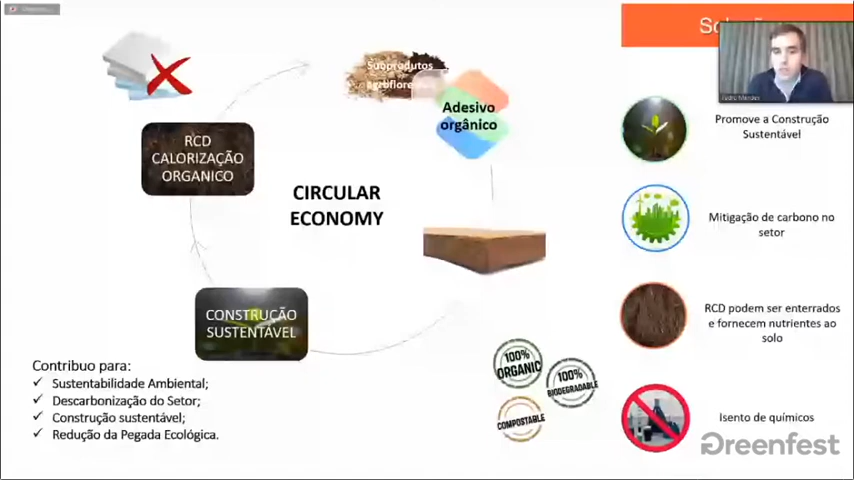 Subprodutos
Adesivo
orgânico
RCD
CALORIZAÇÃO
ORGANICO
CIRCULAR
ECONOMY
CONSTRUÇÃO
SUSTENTÁVEL
Contribuo para:
✓ Sustentabilidade Ambiental;
✓ Descarbonização do Setor;
✓ Construção sustentável;
✓ Redução da Pegada Ecológica.
100%
ORGANIC
100%
BIODEGRADABLE
COMPOSTABLE
Promove a Construção
Sustentável
Mitigação de carbono no
setor
RCD podem ser enterrados
e fornecem nutrientes ao
solo
Isento de químicos
Greenfest